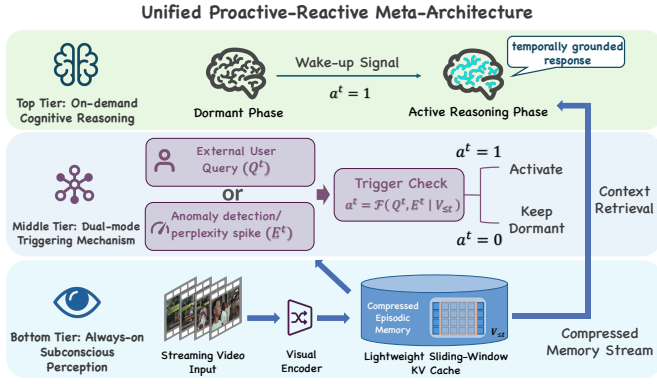 Unified Proactive-Reactive Meta-Architecture
temporally grounded
response
Wake-up Signal
a^t = 1
Top Tier: On-demand
Cognitive Reasoning
Dormant Phase
Active Reasoning Phase
External User
Query (Q^t)
or
Anomaly detection/
perplexity spike (E^t)
Trigger Check
a^t = F(Q^t, E^t | V_≤t)
a^t = 1
Activate
Keep
Dormant
a^t = 0
Middle Tier: Dual-mode
Triggering Mechanism
Context
Retrieval
Compressed
Episodic
Memory
V_≤t
Bottom Tier: Always-on
Subconscious
Perception
Streaming Video
Input
Visual
Encoder
Lightweight Sliding-Window
KV Cache
Compressed
Memory Stream